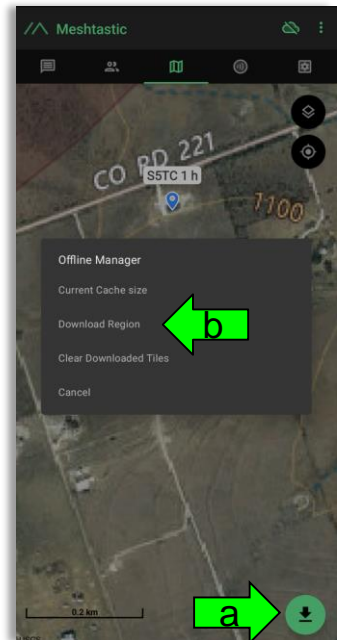 Meshtastic
CO RD 221
S5TC 1 h
1100
Offline Manager
Current Cache size
Download Region
b
Clear Downloaded Tiles
Cancel
0.2 km
a